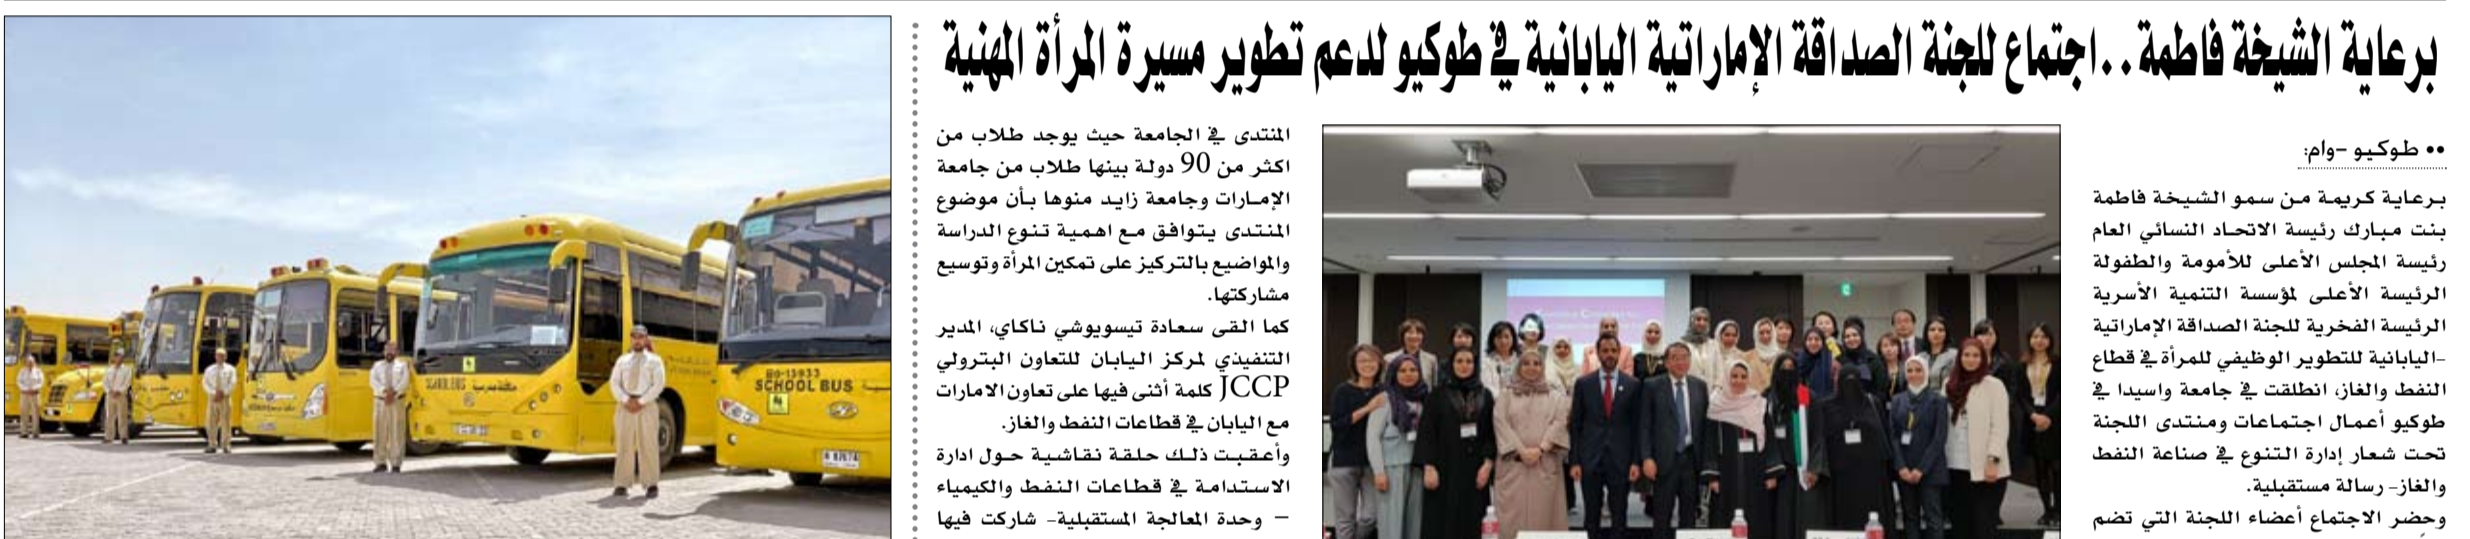 برعاية الشيخة فاطمة . . اجتماع للجنة الصداقة الإماراتية اليابانية في طوكيو لدعم تطوير مسيرة المرأة المهنية
•• طوكيو –وام:
برعاية كريمة من سمو الشيخة فاطمة
بنت مبارك رئيسة الاتحاد النسائي العام
رئيسة المجلس الأعلى للأمومة والطفولة
الرئيسة الأعلى لمؤسسة التنمية الأسرية
الرئيسة الفخرية للجنة الصداقة الإماراتية
–اليابانية للتطوير الوظيفي للمرأة في قطاع
النفط والغاز، انطلقت في جامعة واسيدا في
طوكيو أعمال اجتماعات ومنتدى اللجنة
تحت شعار إدارة التنوع في صناعة النفط
والغاز– رسالة مستقبلية.
وحضر الاجتماع أعضاء اللجنة التي تضم
المنتدى في الجامعة حيث يوجد طلاب من
اكثر من 90 دولة بينها طلاب من جامعة
الإمارات وجامعة زايد منوها بأن موضوع
المنتدى يتوافق مع اهمية تنوع الدراسة
والمواضيع بالتركيز على تمكين المرأة وتوسيع
مشاركتها.
كما القى سعادة تيسويوشي ناكاي، المدير
التنفيذي لمركز اليابان للتعاون البترولي
JCCP كلمة أثنى فيها على تعاون الامارات
مع اليابان في قطاعات النفط والغاز.
وأعقبت ذلك حلقة نقاشية حول ادارة
الاستدامة في قطاعات النفط والكيمياء
– وحدة المعالجة المستقبلية– شاركت فيها
SCHOOL BUS
حافلة مدرسية
SCHOOL BUS